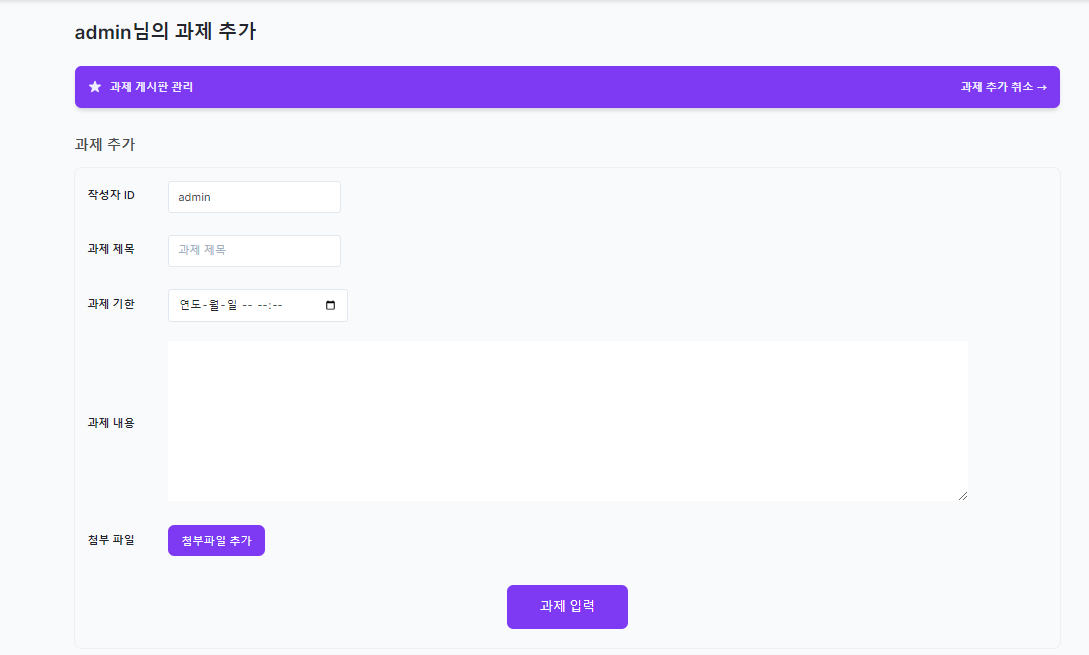 admin님의 과제 추가
★ 과제 게시판 관리 과제 추가 취소 →
과제 추가
작성자 ID admin
과제 제목 과제 제목
과제 기한 연도-월-일 -- --:--
과제 내용
첨부 파일 첨부파일 추가
과제 입력